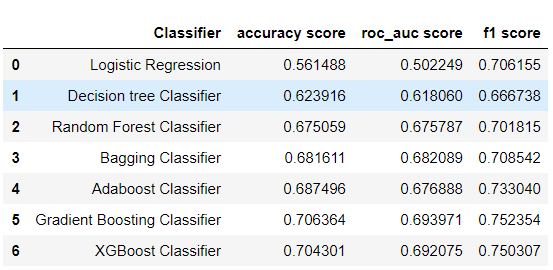 Classifier accuracy score roc_auc score f1 score
0 Logistic Regression 0.561488 0.502249 0.706155
1 Decision tree Classifier 0.623916 0.618060 0.666738
2 Random Forest Classifier 0.675059 0.675787 0.701815
3 Bagging Classifier 0.681611 0.682089 0.708542
4 Adaboost Classifier 0.687496 0.676888 0.733040
5 Gradient Boosting Classifier 0.706364 0.693971 0.752354
6 XGBoost Classifier 0.704301 0.692075 0.750307